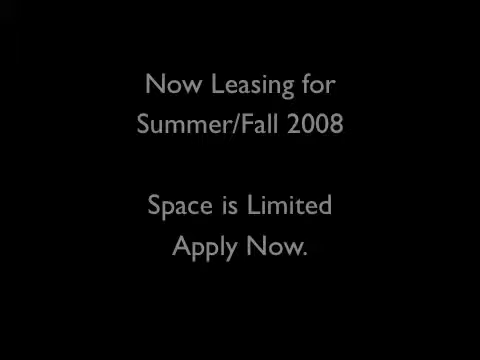 Now Leasing for
Summer/Fall 2008
Space is Limited
Apply Now.